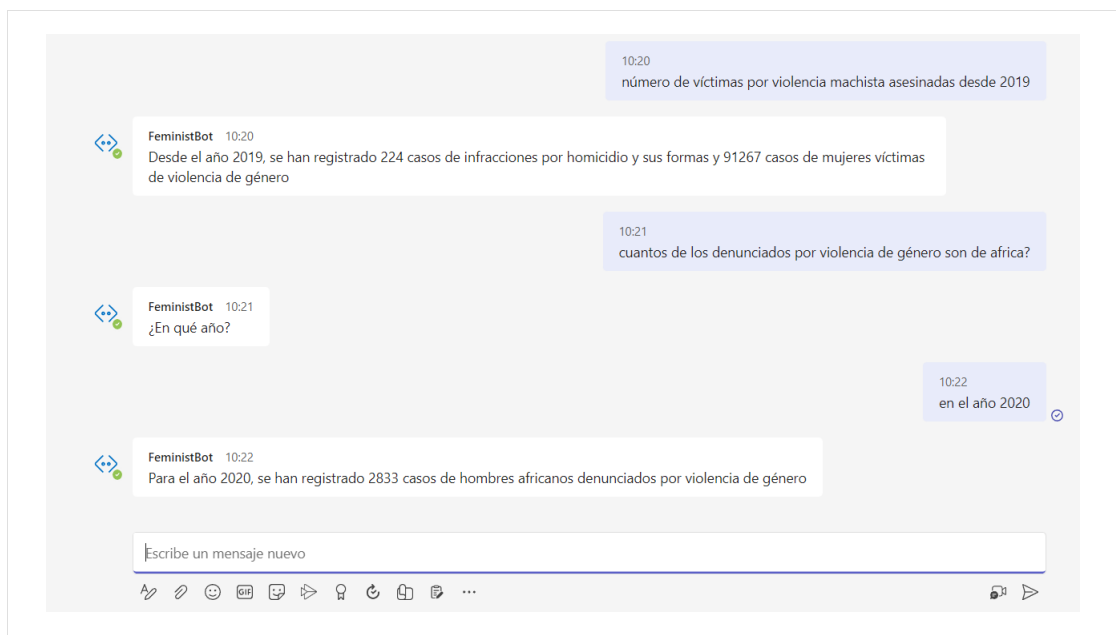 10:20
número de víctimas por violencia machista asesinadas desde 2019
FeministBot 10:20
Desde el año 2019, se han registrado 224 casos de infracciones por homicidio y sus formas y 91267 casos de mujeres víctimas
de violencia de género
10:21
cuantos de los denunciados por violencia de género son de africa?
FeministBot 10:21
¿En qué año?
10:22
en el año 2020
FeministBot 10:22
Para el año 2020, se han registrado 2833 casos de hombres africanos denunciados por violencia de género
Escribe un mensaje nuevo
GIF